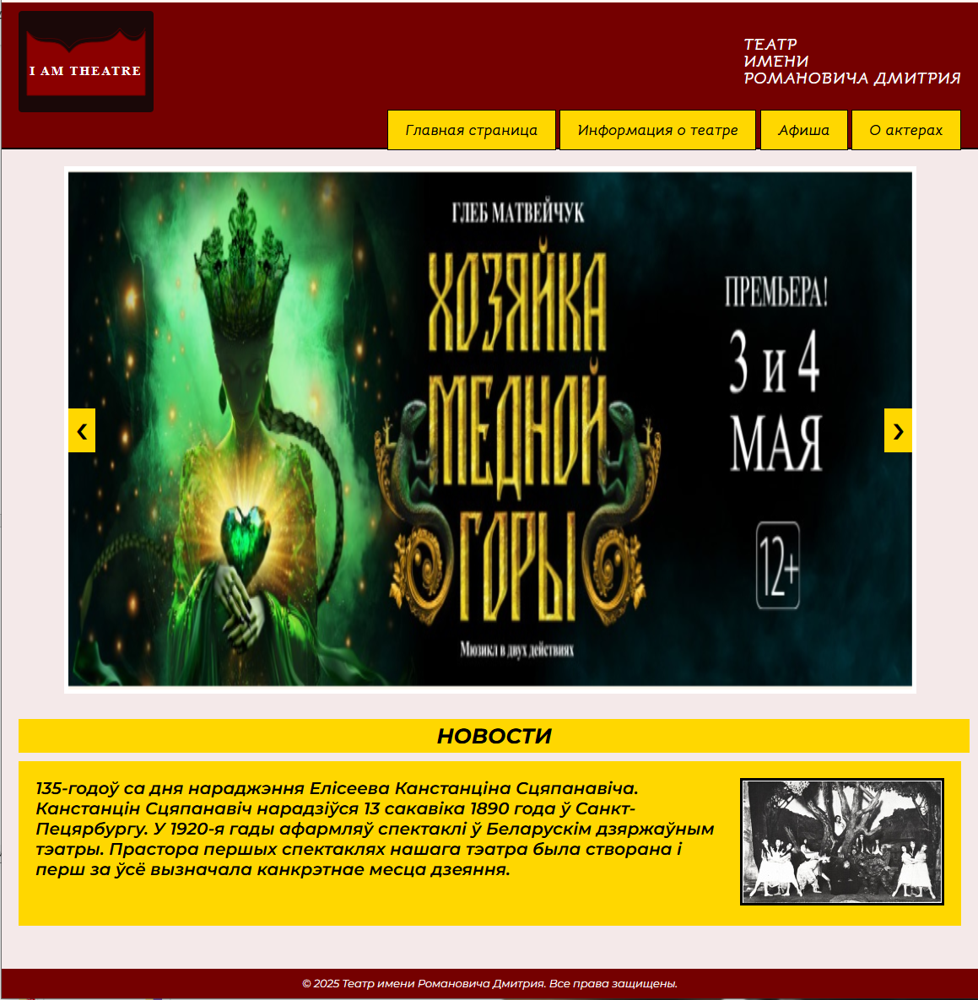 I AM THEATRE
ТЕАТР
ИМЕНИ
РОМАНОВИЧА ДМИТРИЯ
Главная страница
Информация о театре
Афиша
О актерах
ГЛЕБ МАТВЕЙЧУК
ХОЗЯЙКА
МЕДНОЙ
ГОРЫ
Мюзикл в двух действиях
ПРЕМЬЕРА!
3 и 4
МАЯ
12+
❮
❯
НОВОСТИ
135-годоў са дня нараджэння Елісеева Канстанціна Сцяпанавіча.
Канстанцін Сцяпанавіч нарадзіўся 13 сакавіка 1890 года ў Санкт-
Пецярбургу. У 1920-я гады афармляў спектаклі ў Беларускім дзяржаўным
тэатры. Прастора першых спектаклях нашага тэатра была створана і
перш за ўсё вызначала канкрэтнае месца дзеяння.
© 2025 Театр имени Романовича Дмитрия. Все права защищены.